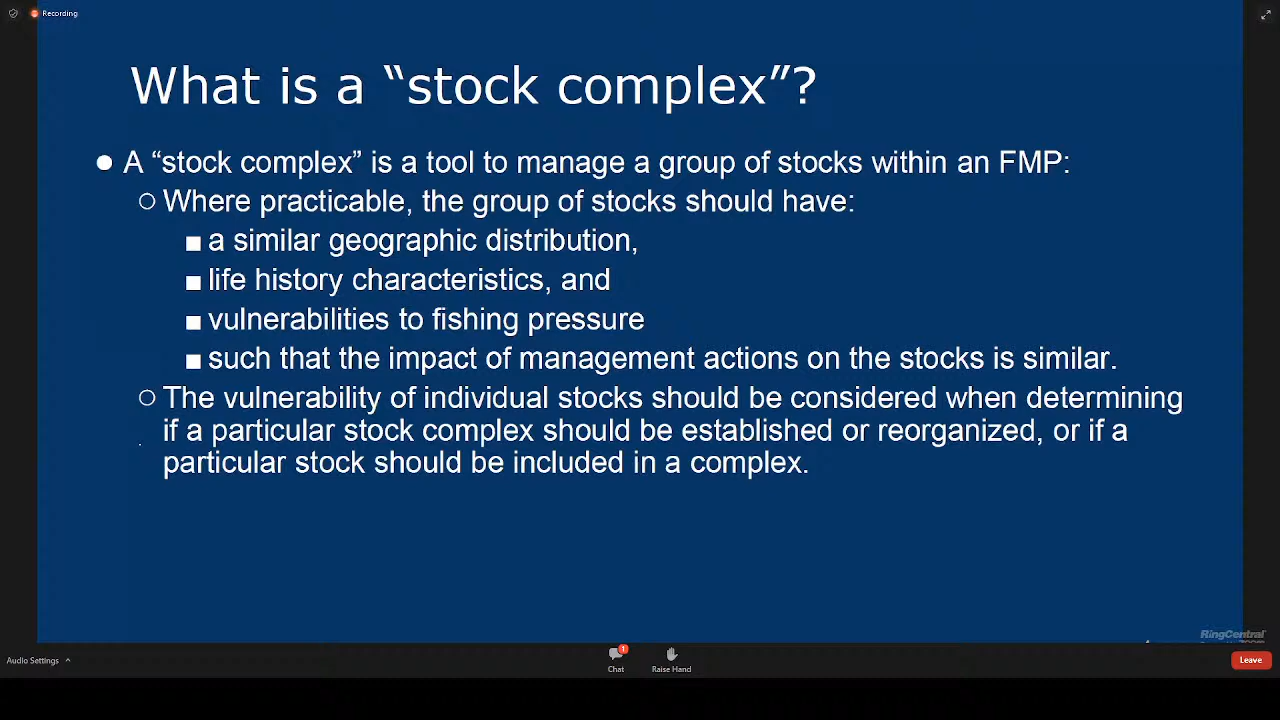 Recording
What is a “stock complex”?
● A “stock complex” is a tool to manage a group of stocks within an FMP:
○ Where practicable, the group of stocks should have:
■ a similar geographic distribution,
■ life history characteristics, and
■ vulnerabilities to fishing pressure
■ such that the impact of management actions on the stocks is similar.
○ The vulnerability of individual stocks should be considered when determining
if a particular stock complex should be established or reorganized, or if a
particular stock should be included in a complex.
RingCentral
Audio Settings
1
Chat
Raise Hand
Leave